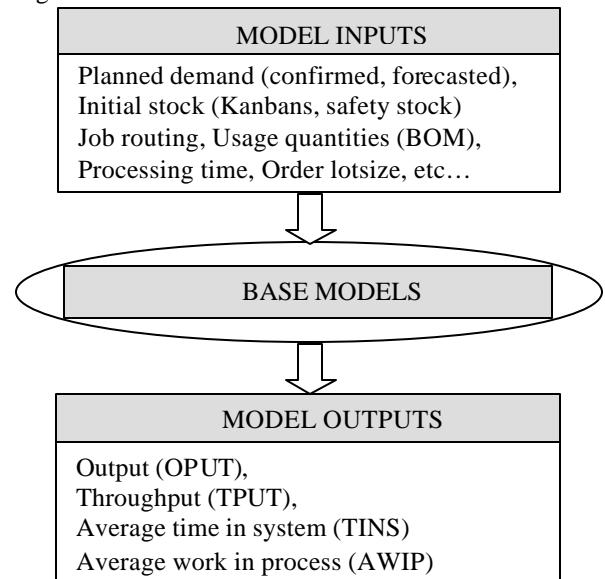 MODEL INPUTS
Planned demand (confirmed, forecasted),
Initial stock (Kanbans, safety stock)
Job routing, Usage quantities (BOM),
Processing time, Order lotsize, etc…
BASE MODELS
MODEL OUTPUTS
Output (OPUT),
Throughput (TPUT),
Average time in system (TINS)
Average work in process (AWIP)